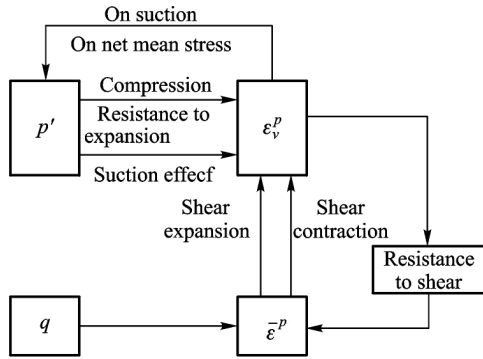 On suction
On net mean stress
Compression
p′
Resistance to
expansion
ε_v^p
Suction effecf
Shear
expansion
Shear
contraction
Resistance
to shear
q
ε̄^p